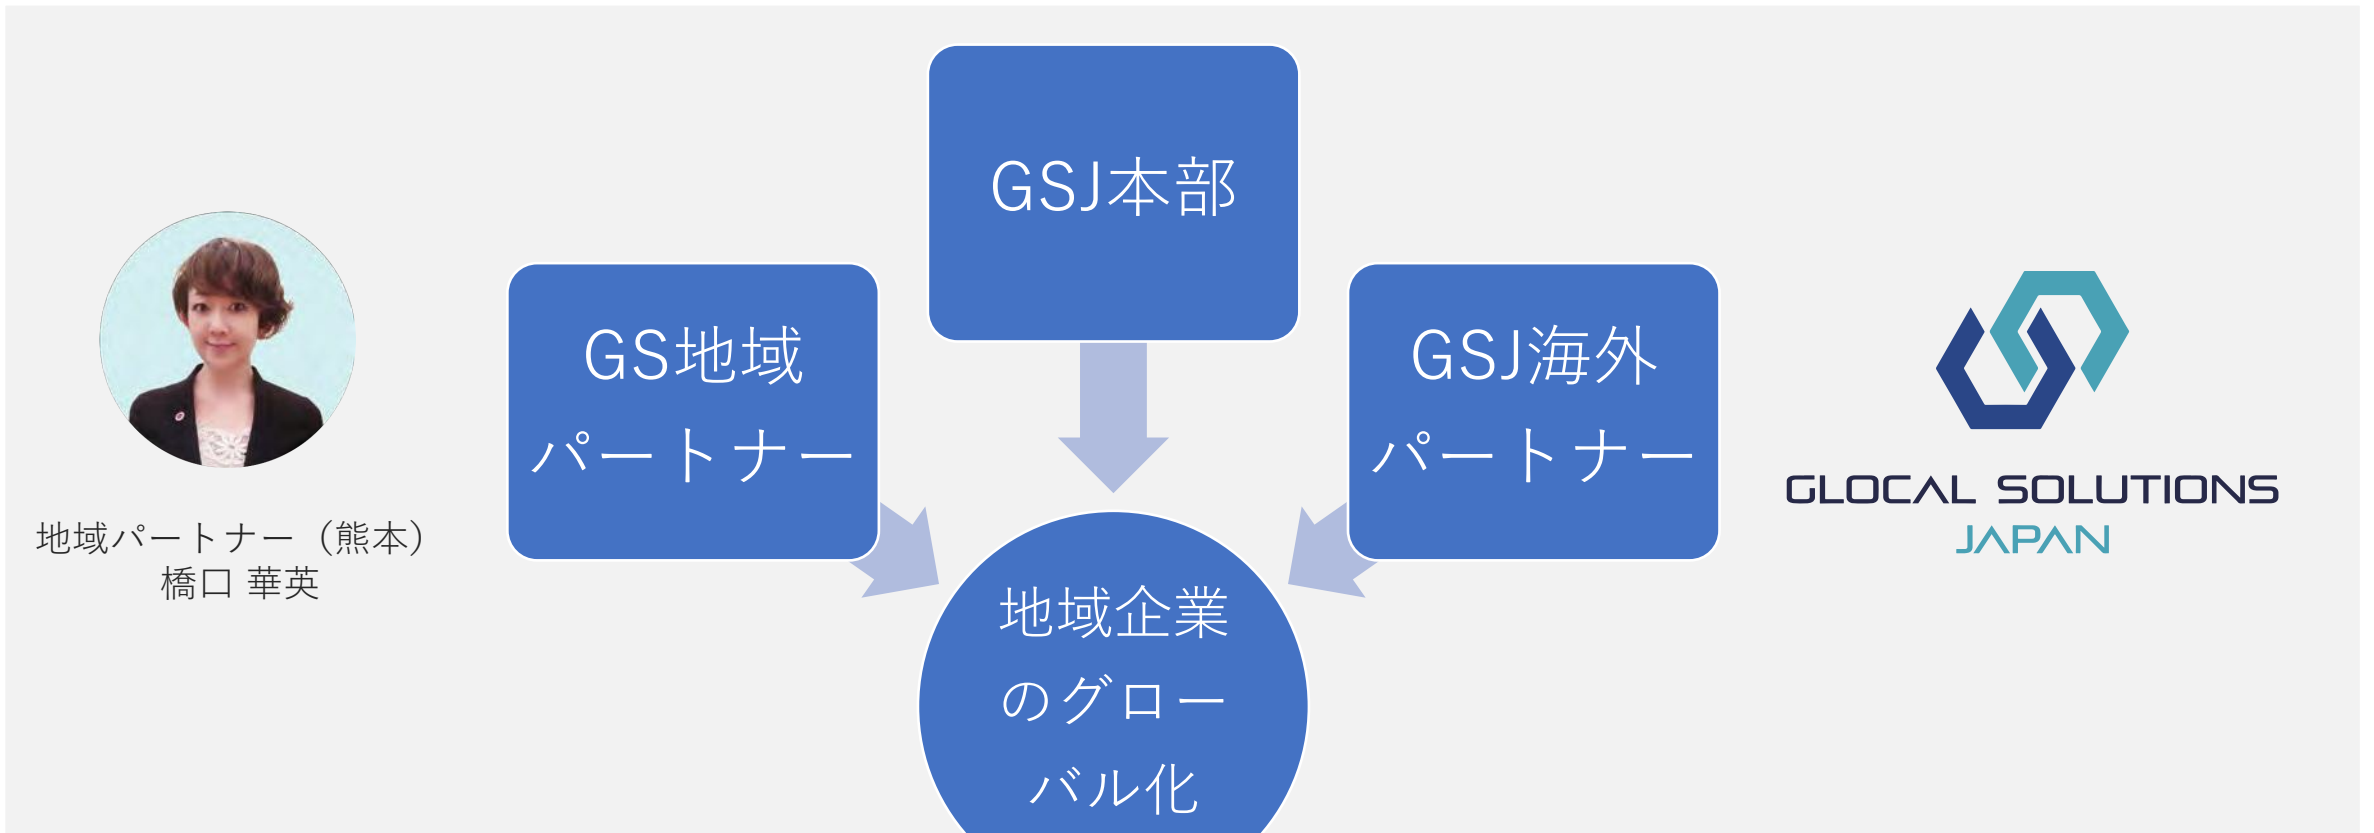 GSJ本部
GS地域
パートナー
GSJ海外
パートナー
地域企業
のグロー
バル化
地域パートナー（熊本）
橋口 華英
GLOCAL SOLUTIONS
JAPAN